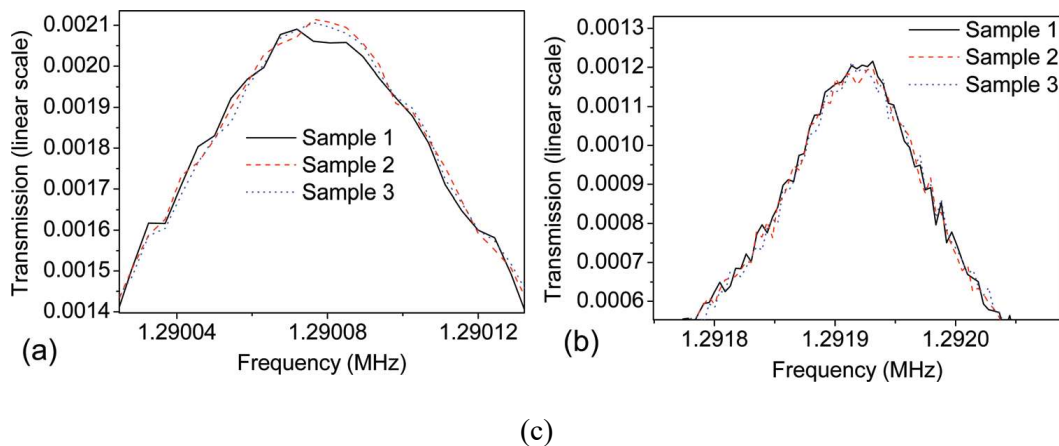 Transmission (linear scale)
0.0021
0.0020
0.0019
0.0018
0.0017
0.0016
0.0015
0.0014
Sample 1
Sample 2
Sample 3
1.29004 1.29008 1.29012
(a)
Frequency (MHz)
Transmission (linear scale)
0.0013
0.0012
0.0011
0.0010
0.0009
0.0008
0.0007
0.0006
Sample 1
Sample 2
Sample 3
1.2918 1.2919 1.2920
(b)
Frequency (MHz)
(c)